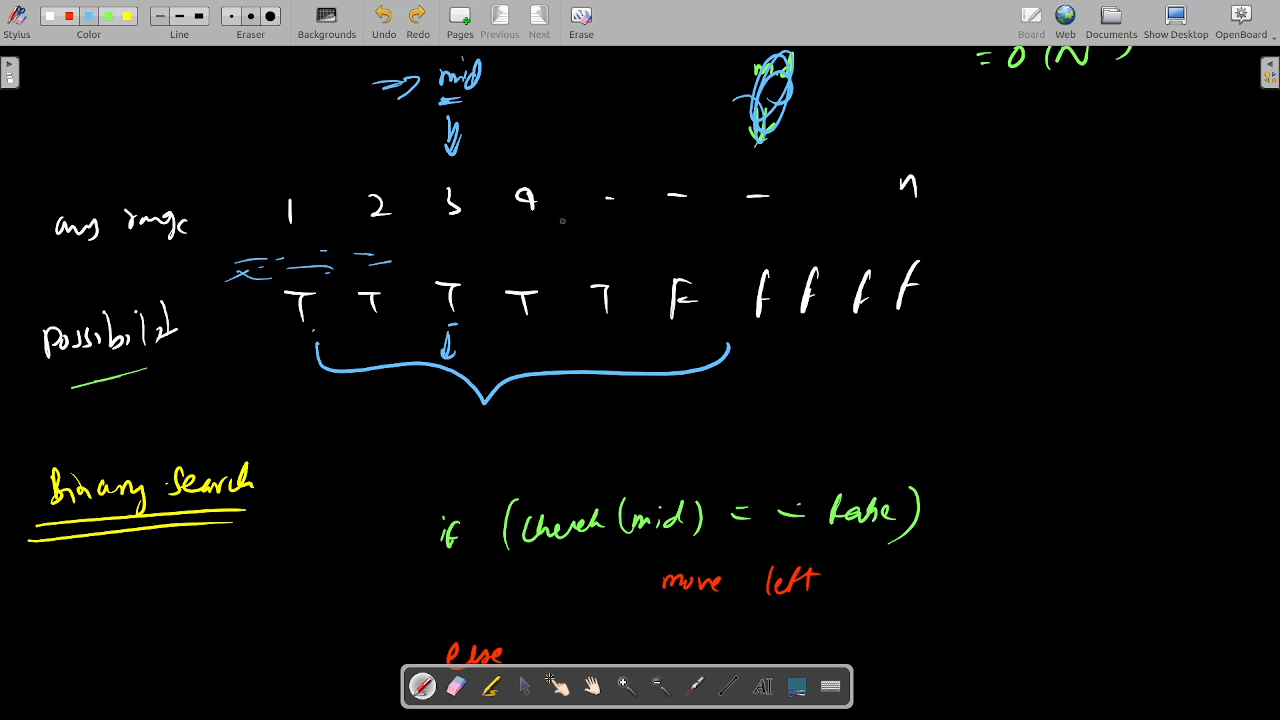 Stylus Color Line Eraser Backgrounds Undo Redo Pages Previous Next Erase Board Web Documents Show Desktop OpenBoard
= O (N
=> mid
mid
any range 1 2 3 4 - - - n
T T T T T F F F F F
Possibilit
Binary Search
if (check (mid) = = False)
move left
else